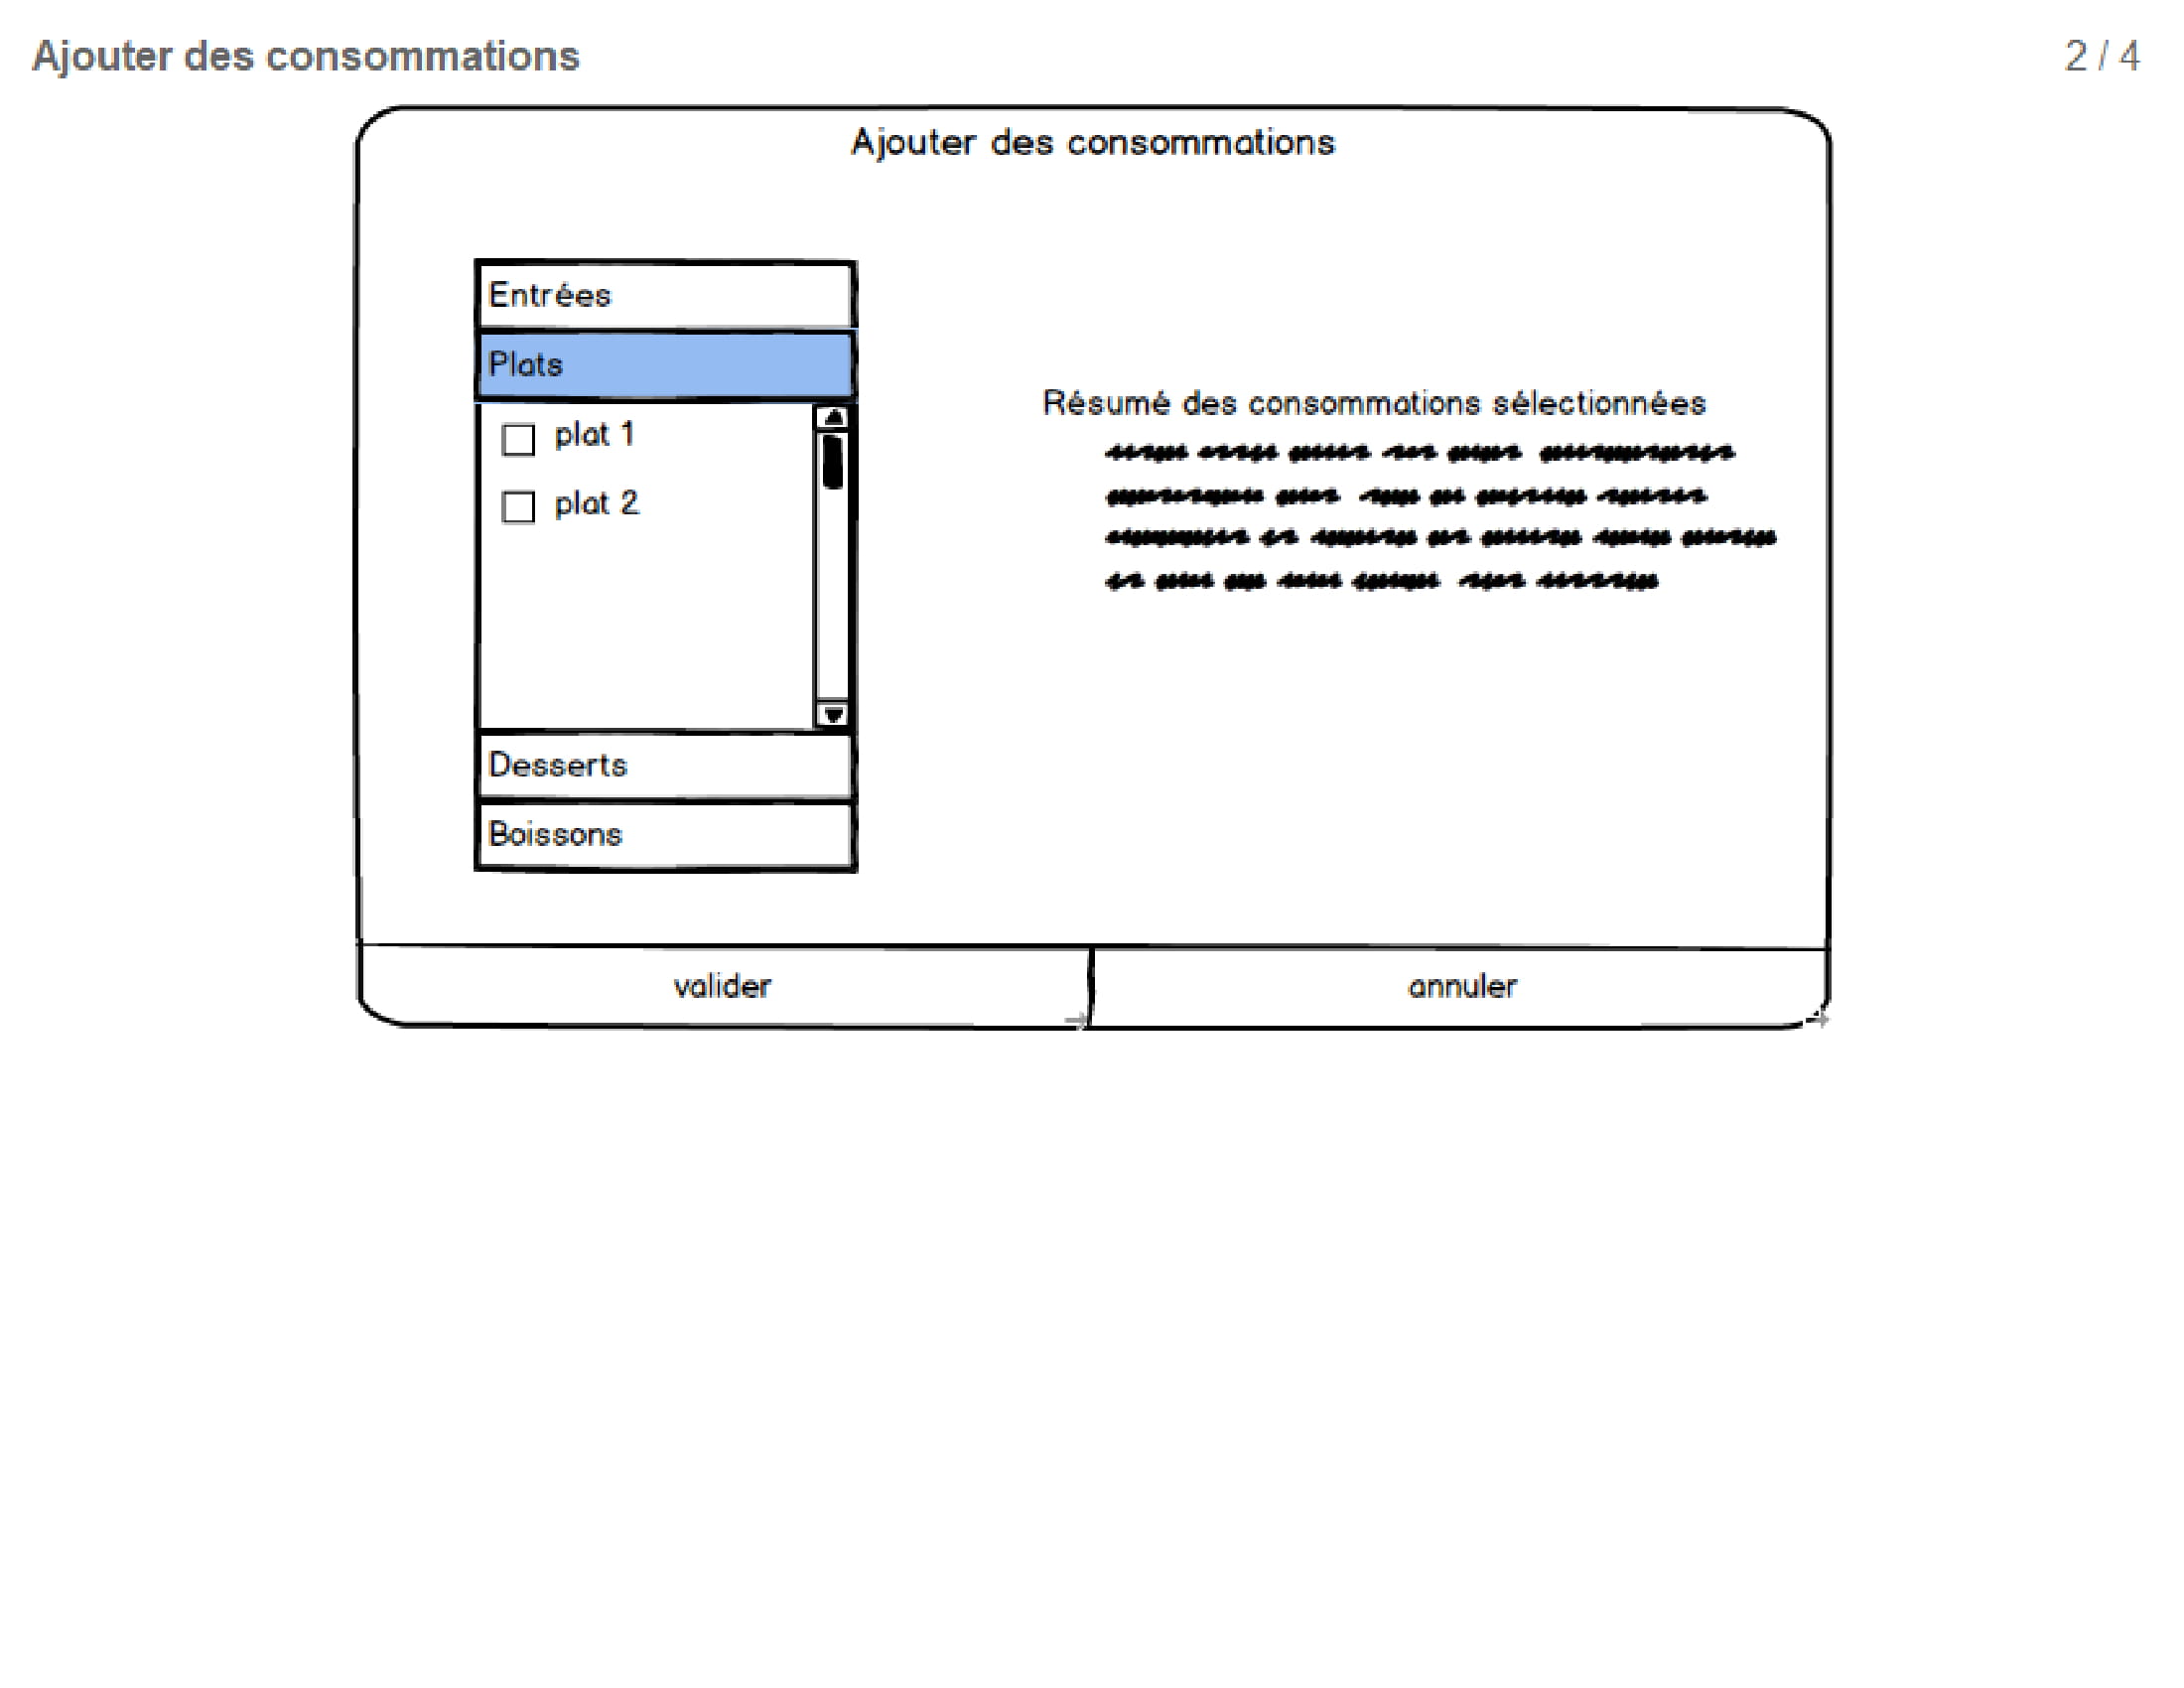 Ajouter des consommations
2 / 4
Ajouter des consommations
Entrées
Plats
plat 1
plat 2
Desserts
Boissons
Résumé des consommations sélectionnées
valider
annuler